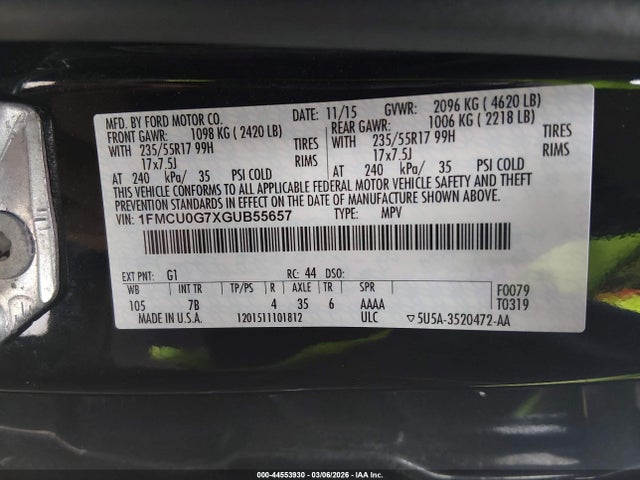 MFD. BY FORD MOTOR CO. DATE: 11/15 GVWR: 2096 KG ( 4620 LB)
FRONT GAWR: 1098 KG ( 2420 LB) REAR GAWR: 1006 KG ( 2218 LB)
WITH 235/55R17 99H TIRES WITH 235/55R17 99H TIRES
17x7.5J RIMS 17x7.5J RIMS
AT 240 kPa/ 35 PSI COLD AT 240 kPa/ 35 PSI COLD
THIS VEHICLE CONFORMS TO ALL APPLICABLE FEDERAL MOTOR VEHICLE SAFETY AND THEFT
PREVENTION STANDARDS IN EFFECT ON THE DATE OF MANUFACTURE SHOWN ABOVE.
VIN: 1FMCU0G7XGUB55657 TYPE: MPV
EXT PNT: G1 RC: 44 DSO:
WB INT TR TP/PS R AXLE TR SPR F0079
105 7B 4 35 6 AAAA T0319
MADE IN U.S.A. 1201511101812 ULC ▽5U5A-3520472-AA
000-44553930 - 03/06/2026 - IAA, Inc.